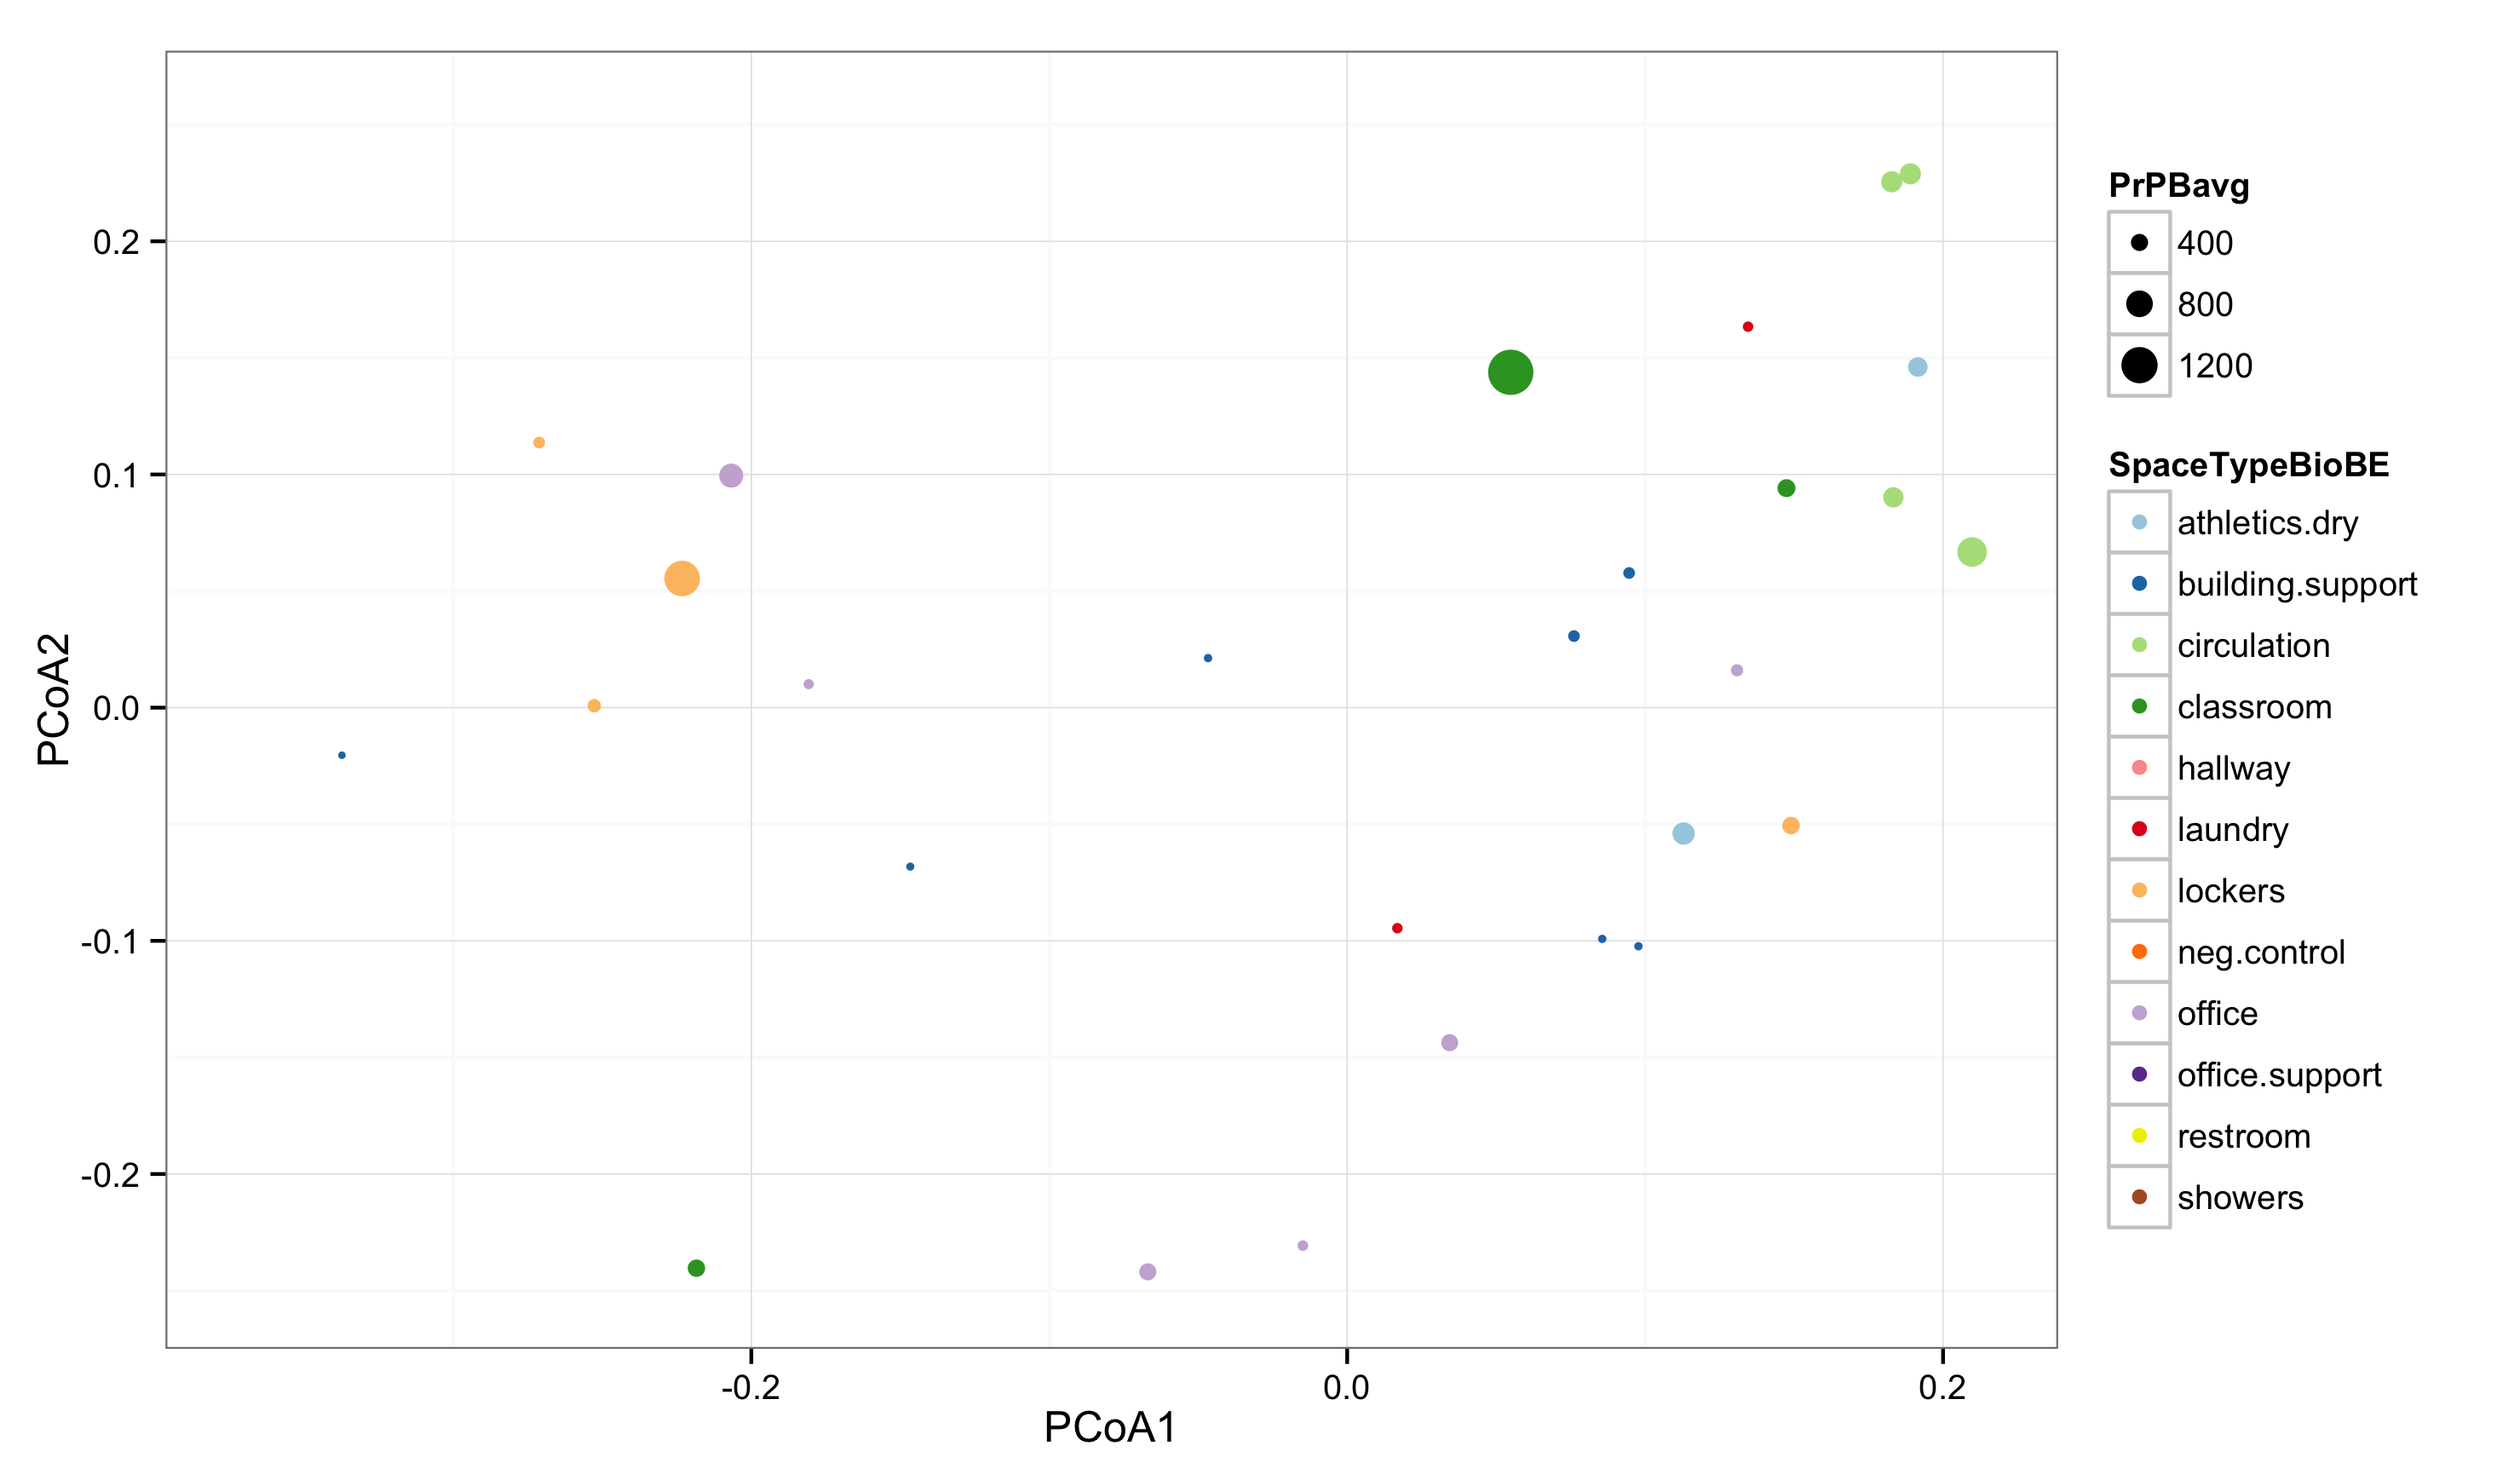 PCoA2
0.2
0.1
0.0
-0.1
-0.2
-0.2
0.0
0.2
PCoA1
PrPBavg
400
800
1200
SpaceTypeBioBE
athletics.dry
building.support
circulation
classroom
hallway
laundry
lockers
neg.control
office
office.support
restroom
showers